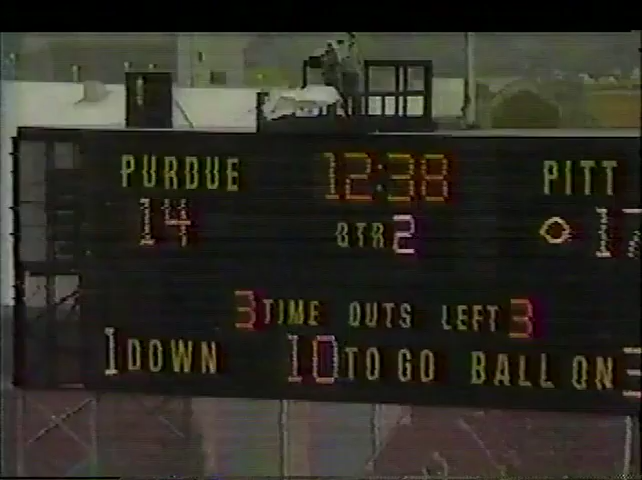 PURDUE 12:38 PITT
14 QTR 2
3 TIME OUTS LEFT 3
1 DOWN 10 TO GO BALL ON